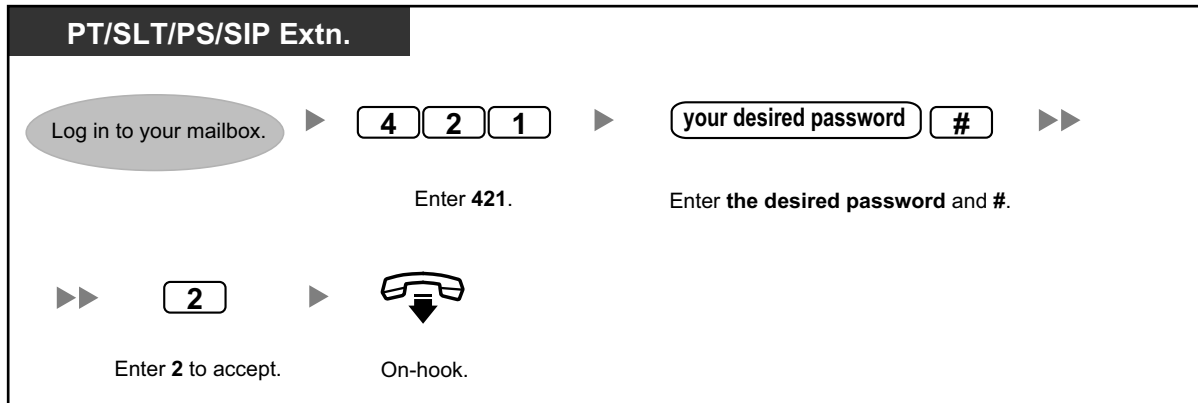 PT/SLT/PS/SIP Extn.
Log in to your mailbox.
4 2 1
your desired password #
Enter 421.
Enter the desired password and #.
2
Enter 2 to accept.
On-hook.